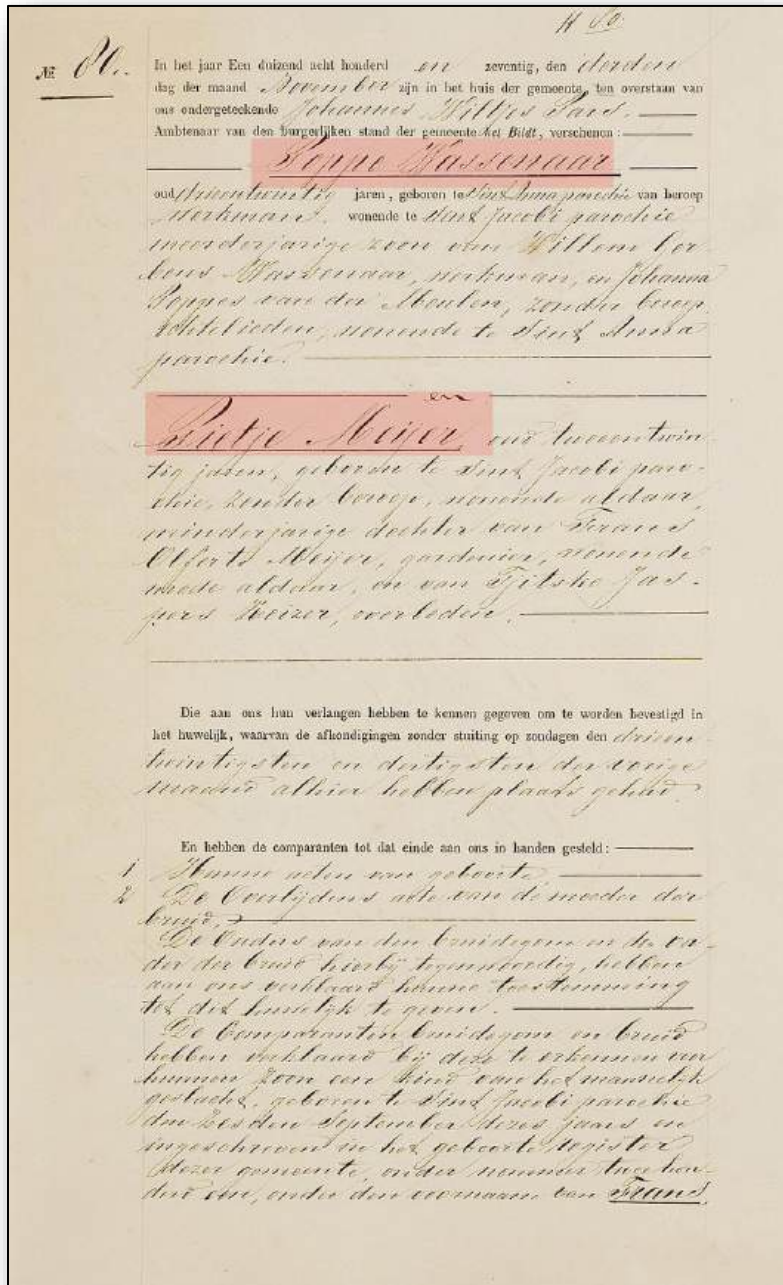 H 80.
№ 80.
In het jaar Een duizend acht honderd en zeventig, den derden
dag der maand November zijn in het huis der gemeente, ten overstaan van
ons ondergeteekende Johannes Wiltjes Sars.
Ambtenaar van den burgerlijken stand der gemeente het Bildt, verschenen:
Poppe Wassenaar
oud drieentwintig jaren, geboren te Sint Anna parochie van beroep
werkman, wonende te Sint Jacobi parochie
meerderjarige zoon van Willem Ger
bens Wassenaar, werkman, en Johanna
Poppes van der Meulen, zonder beroep,
echtelieden, wonende te Sint Anna
parochie.
en
Pietje Meijer, oud tweeentwin
tig jaren, geboren te Sint Jacobi paro-
chie, zonder beroep, wonende aldaar,
minderjarige dochter van Frans
Olferts Meijer, gardenier, wonende
mede aldaar, en van Tjitske Jas-
pers Keizer, overleden.
Die aan ons hun verlangen hebben te kennen gegeven om te worden bevestigd in
het huwelijk, waarvan de afkondigingen zonder stuiting op zondagen den drieen
twintigsten en dertigsten der vorige
maand alhier hebben plaats gehad.
En hebben de comparanten tot dat einde aan ons in handen gesteld:
1 Hunne acten van geboorte
2 De Overlijdens acte van de moeder der
bruid.
De Ouders van den bruidegom en de va-
der der bruid hierbij tegenwoordig, hebben
aan ons verklaard hunne toestemming
tot dit huwelijk te geven.
De Comparanten bruidegom en bruid
hebben verklaard bij deze te erkennen voor
hunnen zoon een kind van het mannelijk
geslacht, geboren te Sint Jacobi parochie
den zesden September dezes jaars en
ingeschreven in het geboorte register
dezer gemeente, onder nummer twee hon-
derd een, onder den voornaam van Frans,